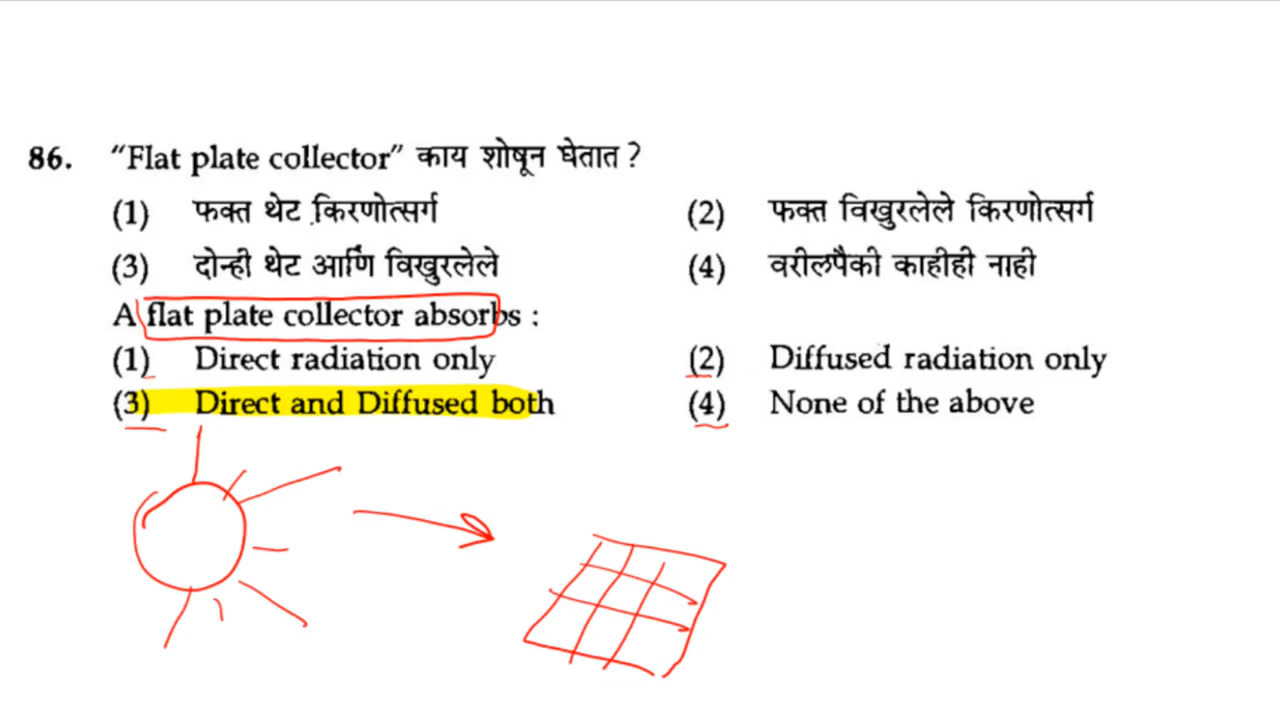 86. "Flat plate collector" काय शोषून घेतात ?
(1) फक्त थेट किरणोत्सर्ग (2) फक्त विखुरलेले किरणोत्सर्ग
(3) दोन्ही थेट आणि विखुरलेले (4) वरीलपैकी काहीही नाही
A flat plate collector absorbs :
(1) Direct radiation only (2) Diffused radiation only
(3) Direct and Diffused both (4) None of the above